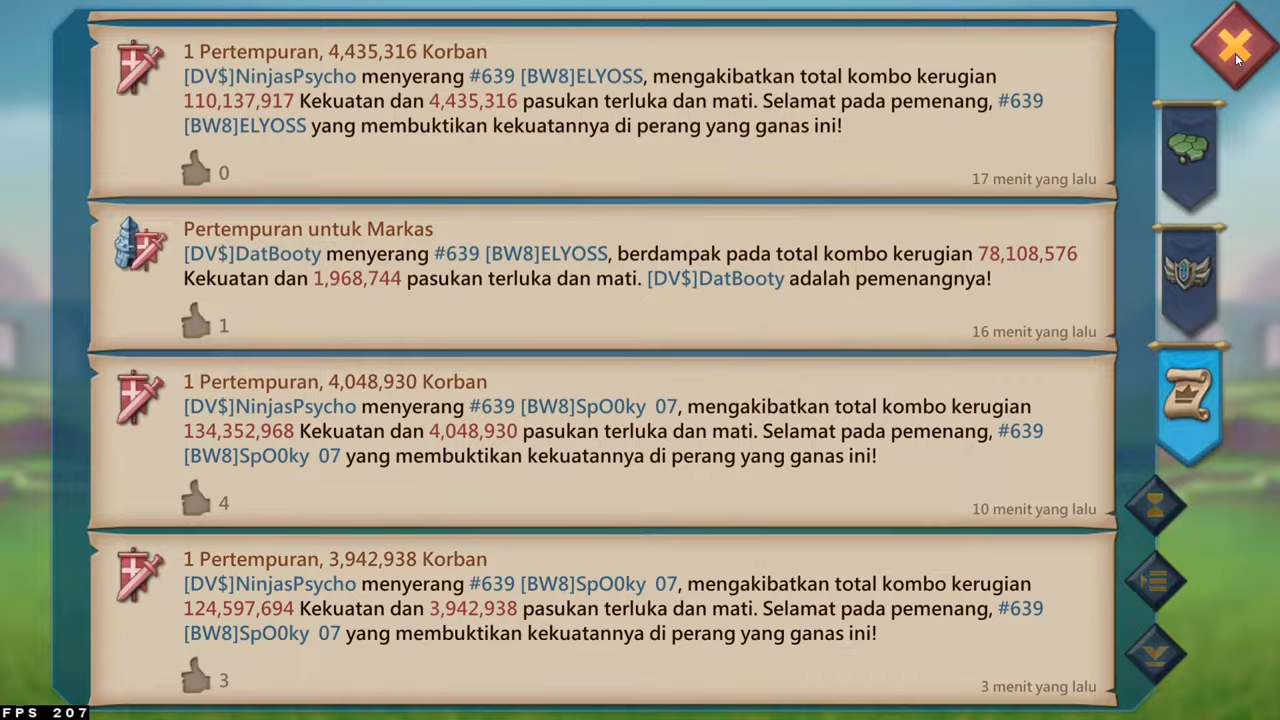 1 Pertempuran, 4,435,316 Korban
[DV$]NinjasPsycho menyerang #639 [BW8]ELYOSS, mengakibatkan total kombo kerugian
110,137,917 Kekuatan dan 4,435,316 pasukan terluka dan mati. Selamat pada pemenang, #639
[BW8]ELYOSS yang membuktikan kekuatannya di perang yang ganas ini!
0
17 menit yang lalu
Pertempuran untuk Markas
[DV$]DatBooty menyerang #639 [BW8]ELYOSS, berdampak pada total kombo kerugian 78,108,576
Kekuatan dan 1,968,744 pasukan terluka dan mati. [DV$]DatBooty adalah pemenangnya!
1
16 menit yang lalu
1 Pertempuran, 4,048,930 Korban
[DV$]NinjasPsycho menyerang #639 [BW8]SpO0ky 07, mengakibatkan total kombo kerugian
134,352,968 Kekuatan dan 4,048,930 pasukan terluka dan mati. Selamat pada pemenang, #639
[BW8]SpO0ky 07 yang membuktikan kekuatannya di perang yang ganas ini!
4
10 menit yang lalu
1 Pertempuran, 3,942,938 Korban
[DV$]NinjasPsycho menyerang #639 [BW8]SpO0ky 07, mengakibatkan total kombo kerugian
124,597,694 Kekuatan dan 3,942,938 pasukan terluka dan mati. Selamat pada pemenang, #639
[BW8]SpO0ky 07 yang membuktikan kekuatannya di perang yang ganas ini!
3
3 menit yang lalu
FPS 207